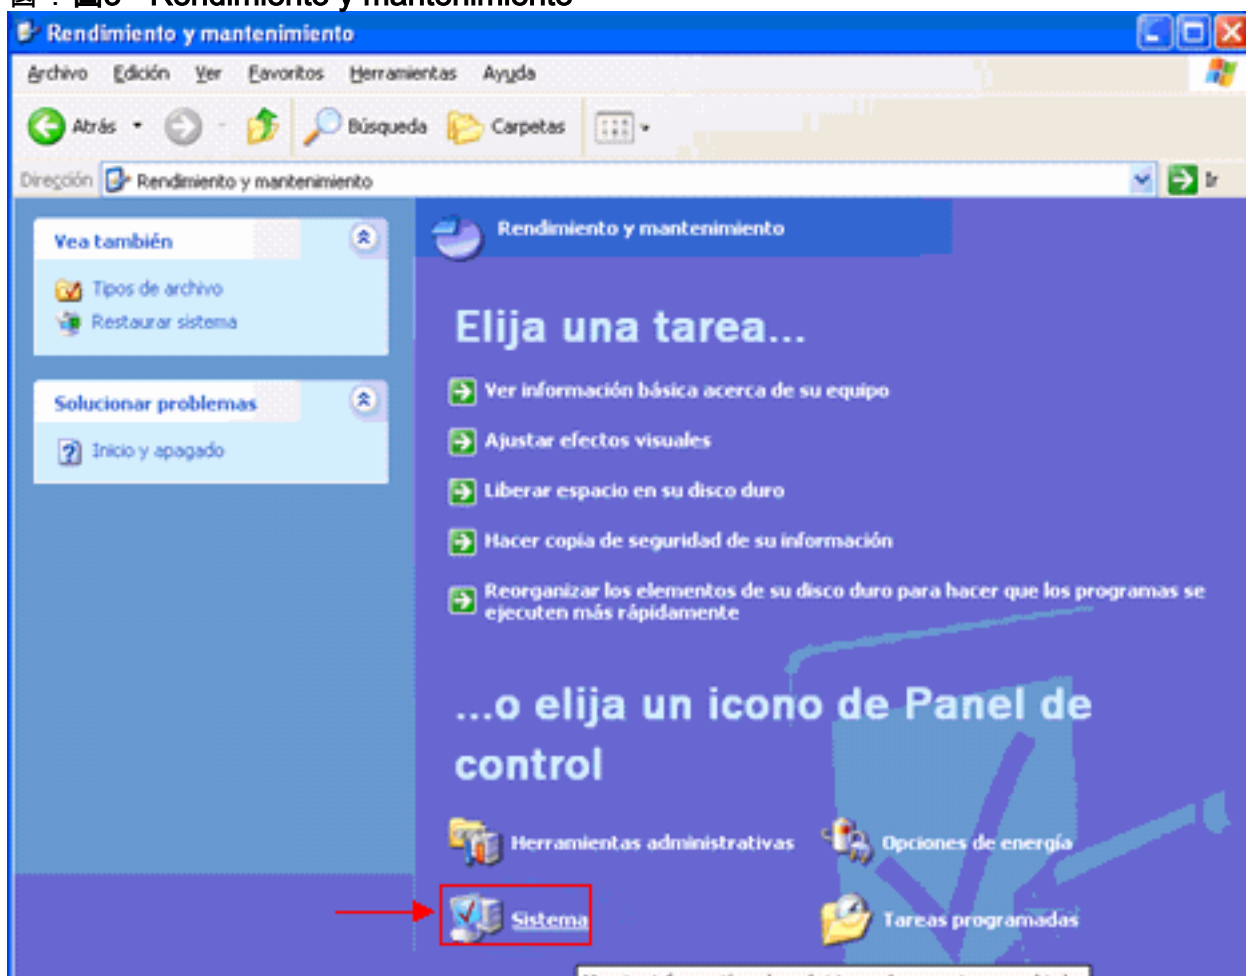 Rendimiento y mantenimiento
Rendimiento y mantenimiento
Archivo Edición Ver Favoritos Herramientas Ayuda
Atrás Búsqueda Carpetas
Dirección Rendimiento y mantenimiento Ir
Vea también
Tipos de archivo
Restaurar sistema
Solucionar problemas
Inicio y apagado
Rendimiento y mantenimiento
Elija una tarea...
Ver información básica acerca de su equipo
Ajustar efectos visuales
Liberar espacio en su disco duro
Hacer copia de seguridad de su información
Reorganizar los elementos de su disco duro para hacer que los programas se
ejecuten más rápidamente
...o elija un icono de Panel de
control
Herramientas administrativas Opciones de energía
Sistema Tareas programadas